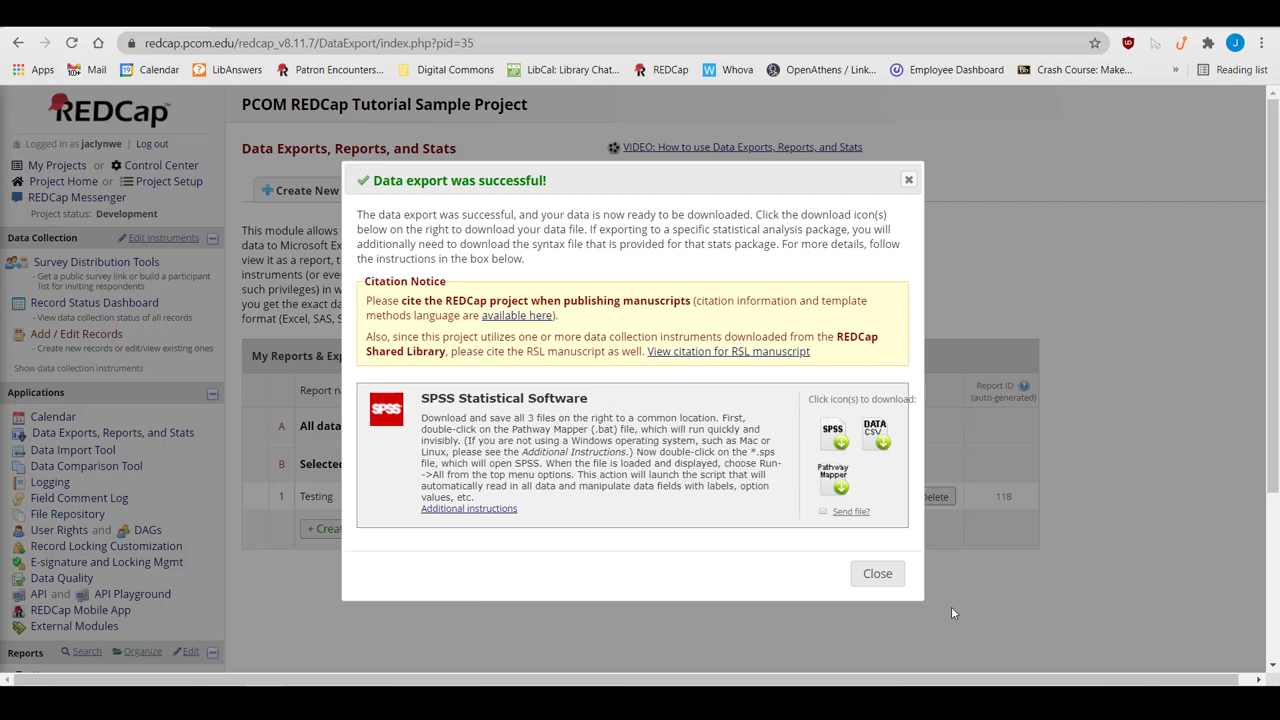 redcap.pcom.edu/redcap_v8.11.7/DataExport/index.php?pid=35
J
Apps
10+ Mail
19 Calendar
LibAnswers
Patron Encounters...
Digital Commons
LibCal: Library Chat...
REDCap
W Whova
OpenAthens / Link...
Employee Dashboard
Crash Course: Make...
»
Reading list
REDCap
Logged in as jaclynwe | Log out
My Projects or Control Center
Project Home or Project Setup
REDCap Messenger
Project status: Development
Data Collection
Edit instruments
Survey Distribution Tools
- Get a public survey link or build a participant
list for inviting respondents
Record Status Dashboard
- View data collection status of all records
Add / Edit Records
- Create new records or edit/view existing ones
Show data collection instruments
Applications
Calendar
Data Exports, Reports, and Stats
Data Import Tool
Data Comparison Tool
Logging
Field Comment Log
File Repository
User Rights and DAGs
Record Locking Customization
E-signature and Locking Mgmt
Data Quality
API and API Playground
REDCap Mobile App
External Modules
Reports
Search
Organize
Edit
PCOM REDCap Tutorial Sample Project
Data Exports, Reports, and Stats
VIDEO: How to use Data Exports, Reports, and Stats
+ Create New
This module allows
data to Microsoft Ex
view it as a report, t
instruments (or eve
such privileges) in w
you get the exact da
format (Excel, SAS, S
My Reports & Exp
Report na
Report ID
(auto-generated)
A All data
B Selected
1 Testing
Delete
118
+ Creat
Data export was successful!
The data export was successful, and your data is now ready to be downloaded. Click the download icon(s)
below on the right to download your data file. If exporting to a specific statistical analysis package, you will
additionally need to download the syntax file that is provided for that stats package. For more details, follow
the instructions in the box below.
Citation Notice
Please cite the REDCap project when publishing manuscripts (citation information and template
methods language are available here).
Also, since this project utilizes one or more data collection instruments downloaded from the REDCap
Shared Library, please cite the RSL manuscript as well. View citation for RSL manuscript
SPSS
SPSS Statistical Software
Download and save all 3 files on the right to a common location. First,
double-click on the Pathway Mapper (.bat) file, which will run quickly and
invisibly. (If you are not using a Windows operating system, such as Mac or
Linux, please see the Additional Instructions.) Now double-click on the *.sps
file, which will open SPSS. When the file is loaded and displayed, choose Run-
->All from the top menu options. This action will launch the script that will
automatically read in all data and manipulate data fields with labels, option
values, etc.
Additional instructions
Click icon(s) to download:
SPSS
DATA
CSV
Pathway
Mapper
Send file?
Close